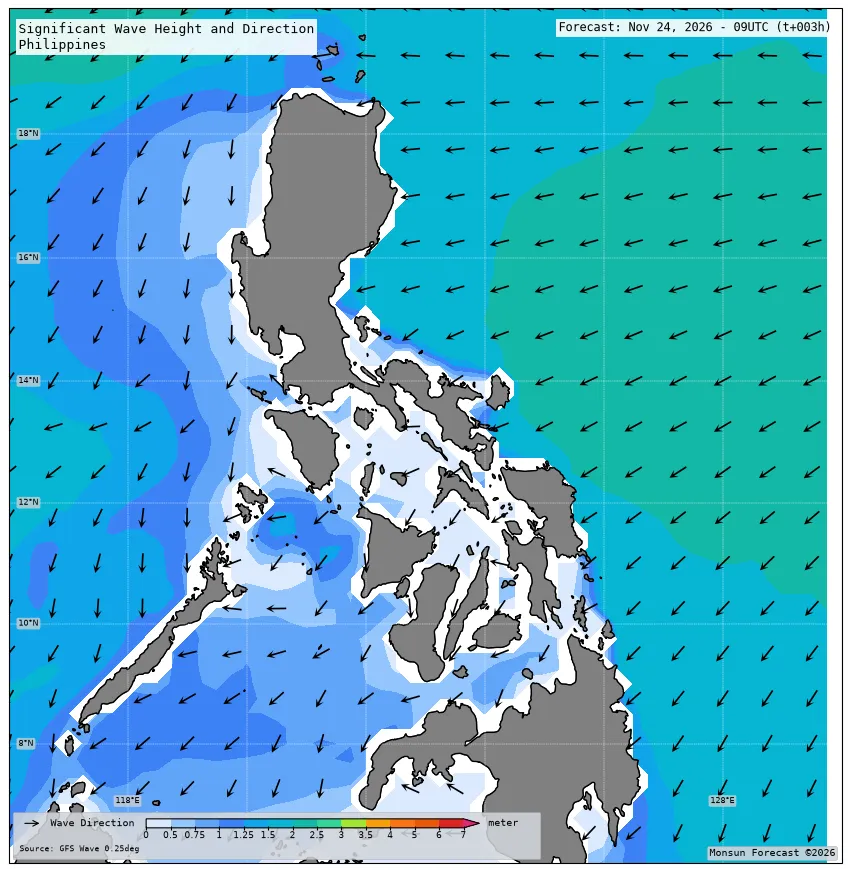 Significant Wave Height and Direction
Philippines
Forecast: Nov 24, 2026 - 09UTC (t+003h)
18°N
16°N
14°N
12°N
10°N
8°N
118°E
128°E
Wave Direction
0 0.5 0.75 1 1.25 1.5 2 2.5 3 3.5 4 5 6 7
meter
Source: GFS Wave 0.25deg
Monsun Forecast ©2026